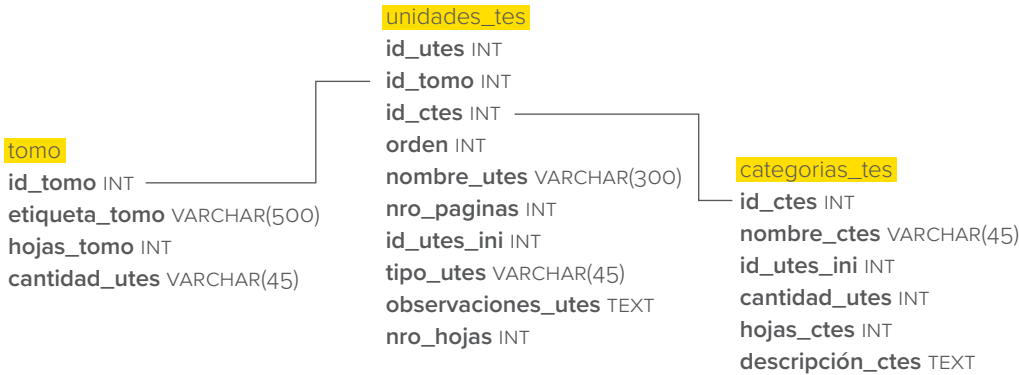 unidades_tes
id_utes INT
id_tomo INT
id_ctes INT
orden INT
nombre_utes VARCHAR(300)
nro_paginas INT
id_utes_ini INT
tipo_utes VARCHAR(45)
observaciones_utes TEXT
nro_hojas INT
tomo
id_tomo INT
etiqueta_tomo VARCHAR(500)
hojas_tomo INT
cantidad_utes VARCHAR(45)
categorias_tes
id_ctes INT
nombre_ctes VARCHAR(45)
id_utes_ini INT
cantidad_utes INT
hojas_ctes INT
descripción_ctes TEXT